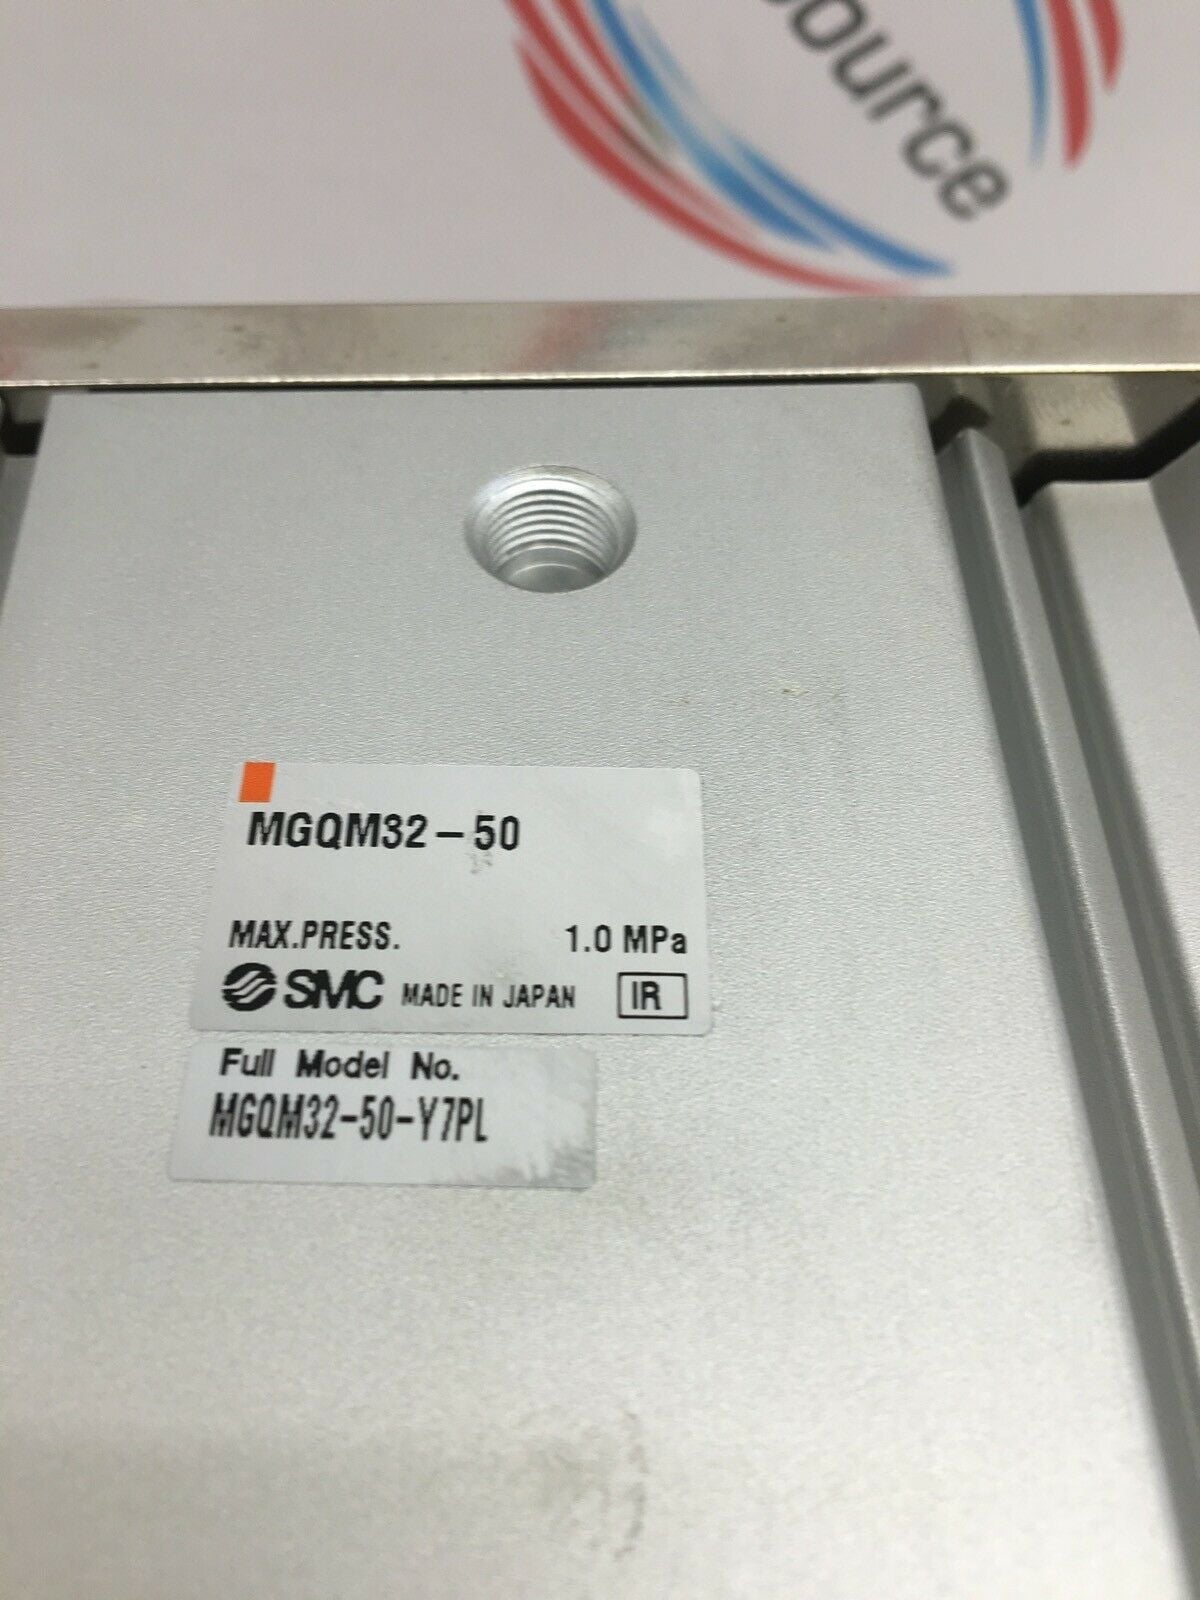 ource
MGQM32-50
MAX.PRESS. 1.0 MPa
SMC MADE IN JAPAN IR
Full Model No.
MGQM32-50-Y7PL